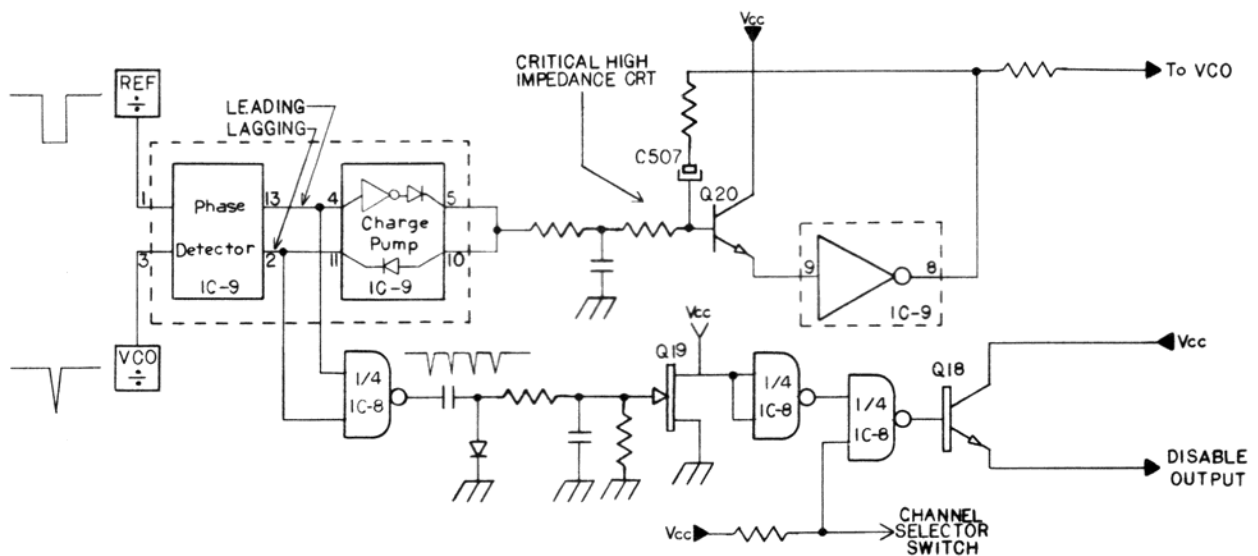 Vcc
CRITICAL HIGH
IMPEDANCE CRT
To VCO
REF
÷
LEADING
LAGGING
C507
Q20
1
Phase
Detector
IC-9
3
13
2
4
11
Charge
Pump
IC-9
5
10
9
8
IC-9
VCO
÷
1/4
IC-8
Vcc
Q19
1/4
IC-8
1/4
IC-8
Q18
Vcc
DISABLE
OUTPUT
Vcc
CHANNEL
SELECTOR
SWITCH